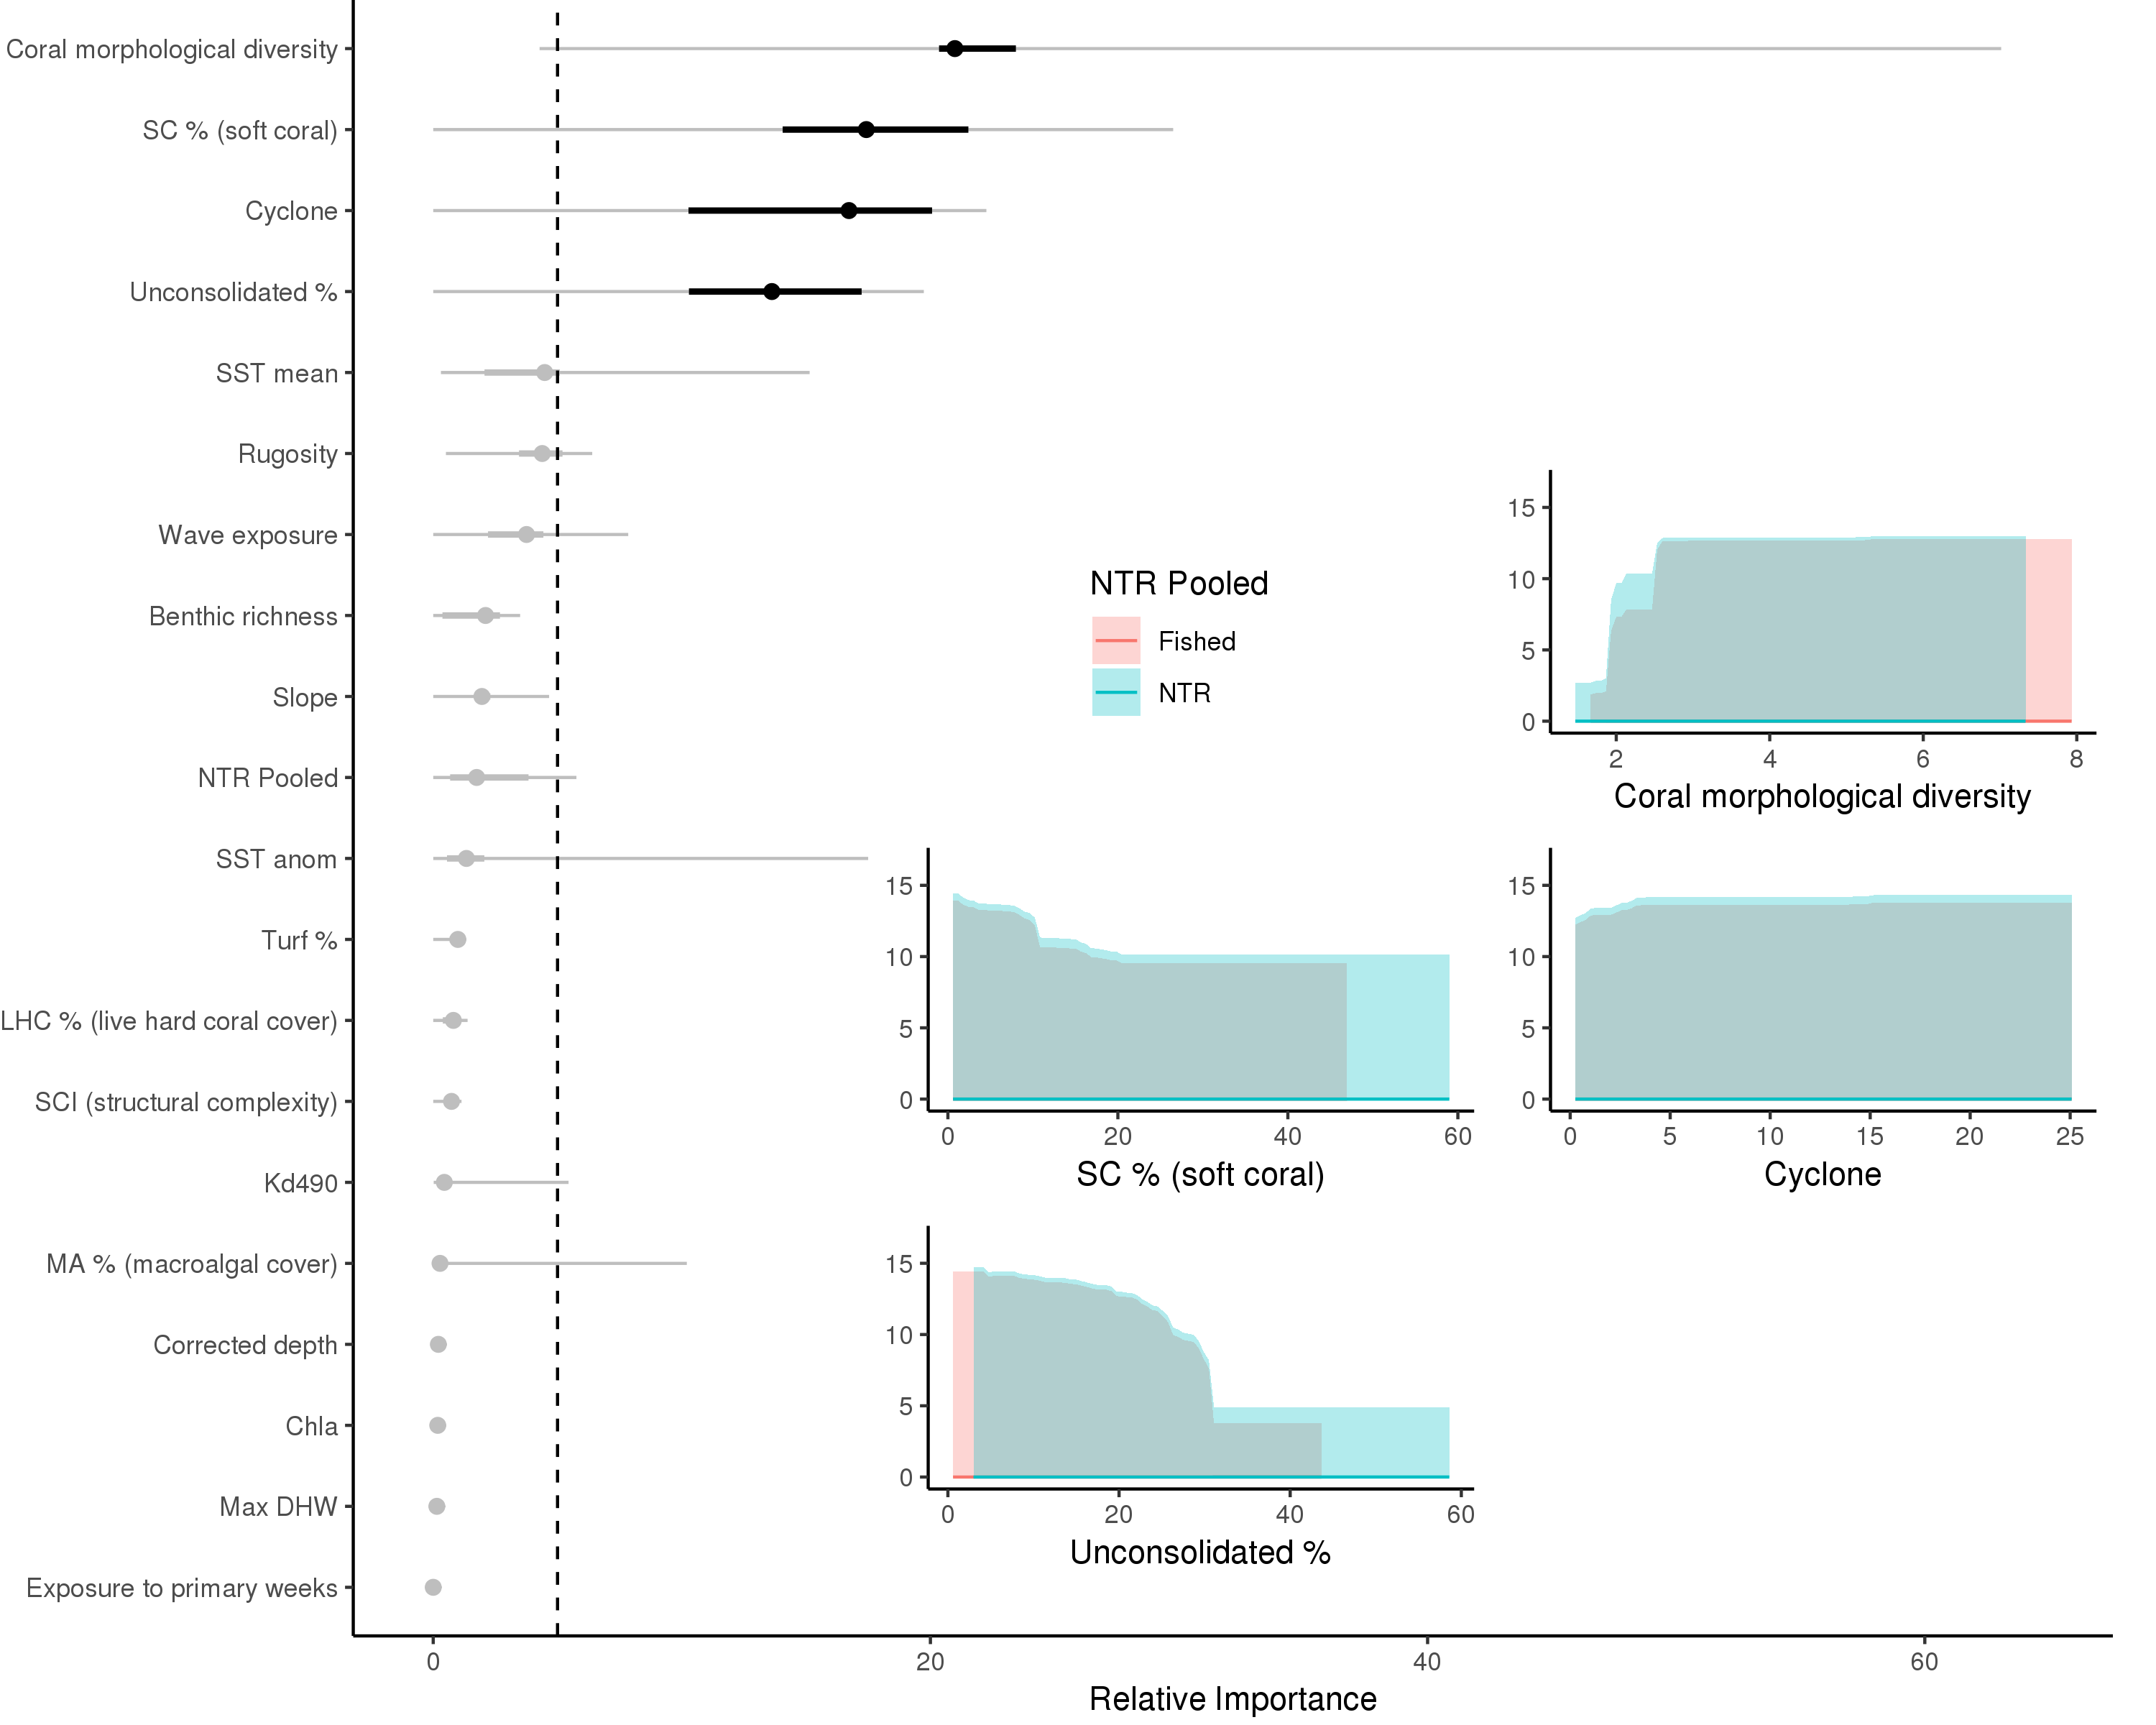 Coral morphological diversity
SC % (soft coral)
Cyclone
Unconsolidated %
SST mean
Rugosity
Wave exposure
Benthic richness
Slope
NTR Pooled
SST anom
Turf %
LHC % (live hard coral cover)
SCI (structural complexity)
Kd490
MA % (macroalgal cover)
Corrected depth
Chla
Max DHW
Exposure to primary weeks
0 20 40 60
Relative Importance
NTR Pooled
Fished
NTR
15
10
5
0
2 4 6 8
Coral morphological diversity
15
10
5
0
0 20 40 60
SC % (soft coral)
15
10
5
0
0 5 10 15 20 25
Cyclone
15
10
5
0
0 20 40 60
Unconsolidated %